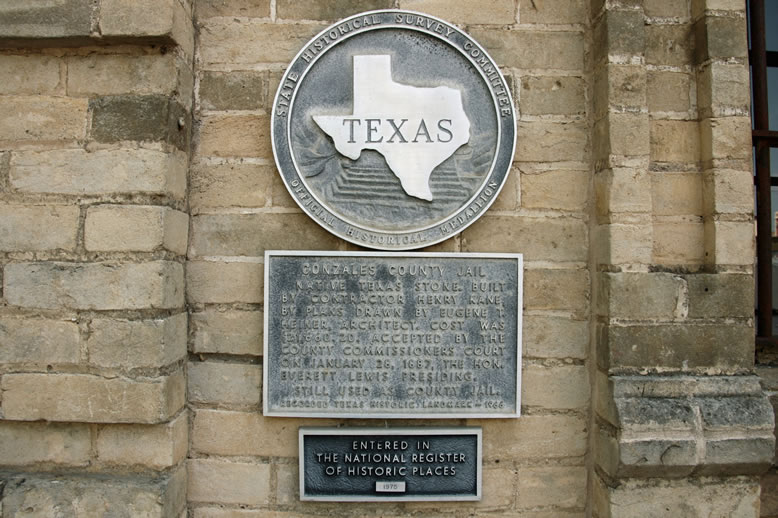 STATE HISTORICAL SURVEY COMMITTEE
TEXAS
OFFICIAL HISTORICAL MEDALLION
GONZALES COUNTY JAIL
NATIVE TEXAS STONE. BUILT
BY CONTRACTOR HENRY KANE,
BY PLANS DRAWN BY EUGENE T.
HEINER, ARCHITECT. COST WAS
ACCEPTED BY THE
COUNTY COMMISSIONERS COURT
ON JANUARY 28, 1887, THE HON.
EVERETT LEWIS PRESIDING.
STILL USED AS COUNTY JAIL.
RECORDED TEXAS HISTORIC LANDMARK - 1966
ENTERED IN
THE NATIONAL REGISTER
OF HISTORIC PLACES